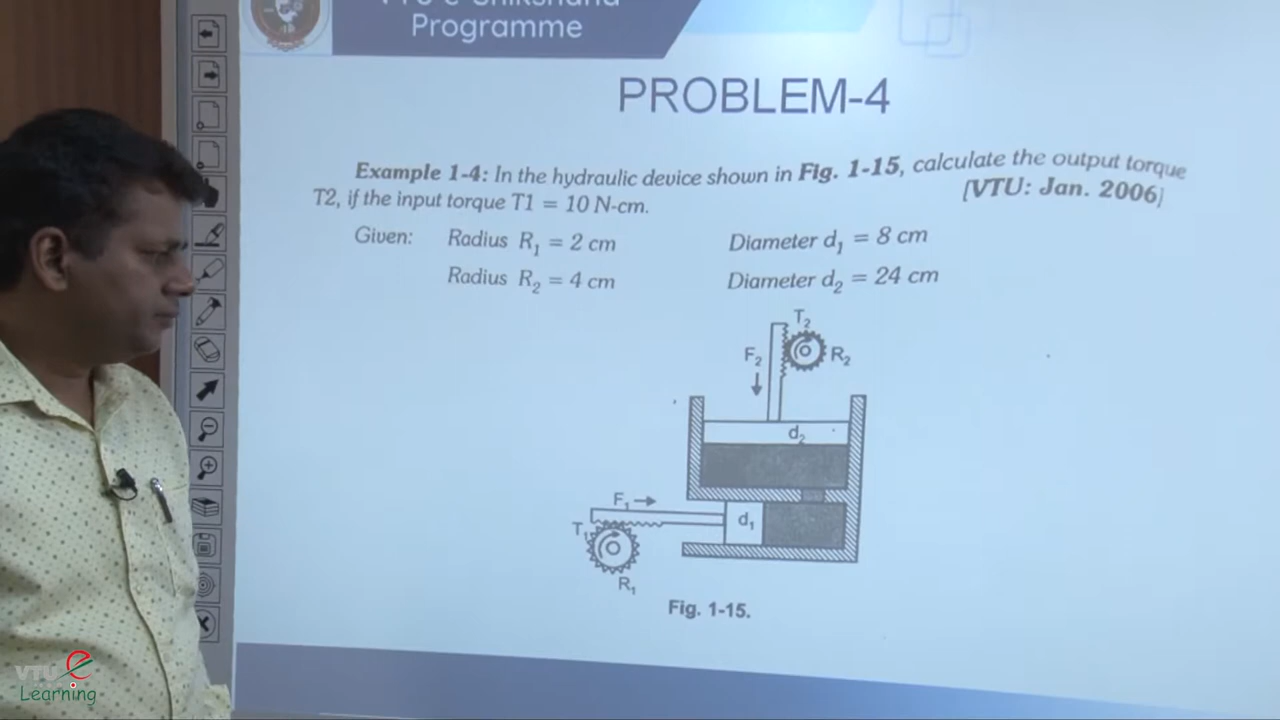 Programme
PROBLEM-4
Example 1-4: In the hydraulic device shown in Fig. 1-15, calculate the output torque
T2, if the input torque T1 = 10 N-cm.
[VTU: Jan. 2006]
Given: Radius R₁ = 2 cm Diameter d₁ = 8 cm
Radius R₂ = 4 cm Diameter d₂ = 24 cm
T₂
F₂ R₂
d₂
F₁
T₁ d₁
R₁
Fig. 1-15.
VTU e
Learning